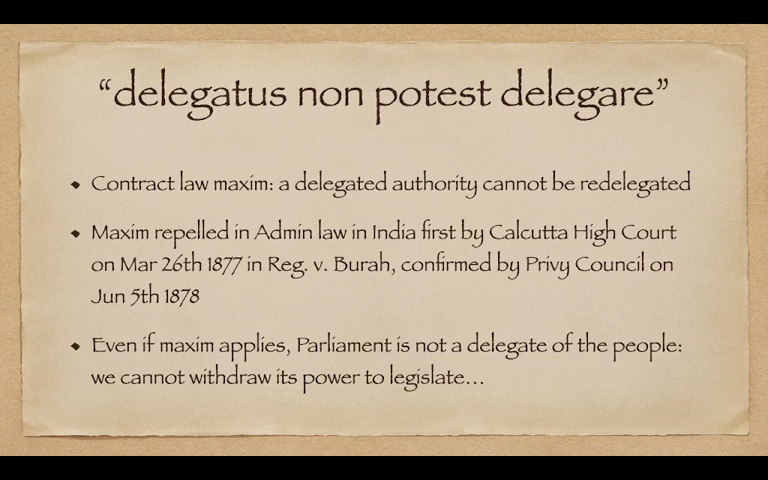 “delegatus non potest delegare”
Contract law maxim: a delegated authority cannot be redelegated
Maxim repelled in Admin law in India first by Calcutta High Court
on Mar 26th 1877 in Reg. v. Burah, confirmed by Privy Council on
Jun 5th 1878
Even if maxim applies, Parliament is not a delegate of the people:
we cannot withdraw its power to legislate…